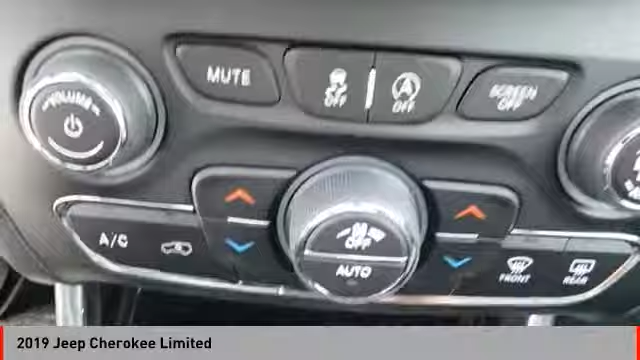 VOLUME
MUTE
OFF
A OFF
SCREEN OFF
A/C
OFF
AUTO
FRONT
REAR
2019 Jeep Cherokee Limited